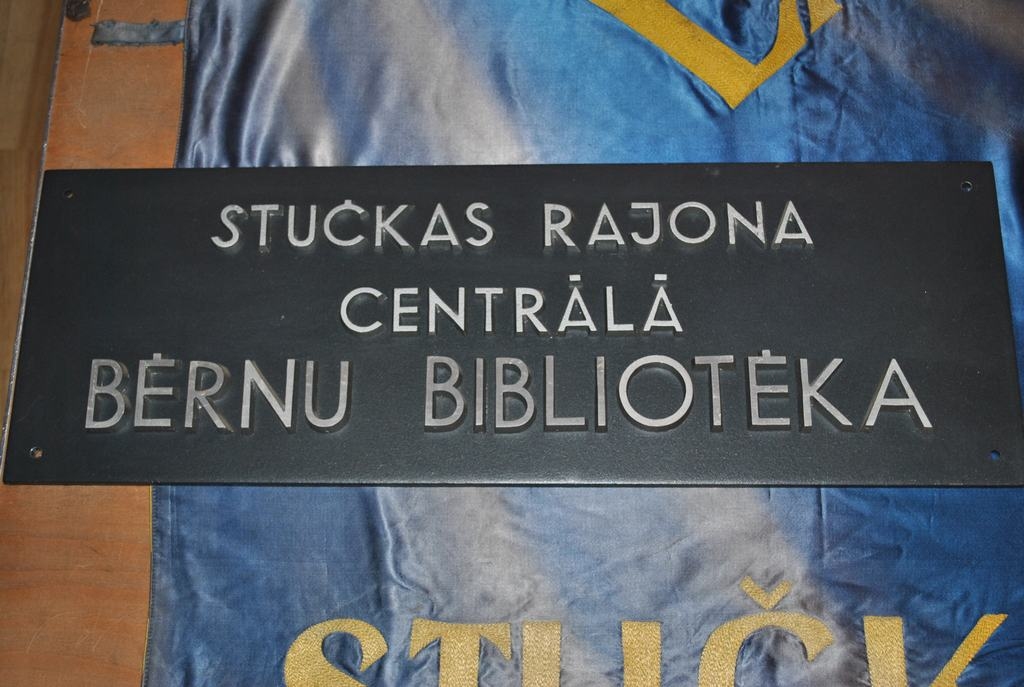 STUČKAS RAJONA
CENTRĀLĀ
BĒRNU BIBLIOTĒKA
STUČK